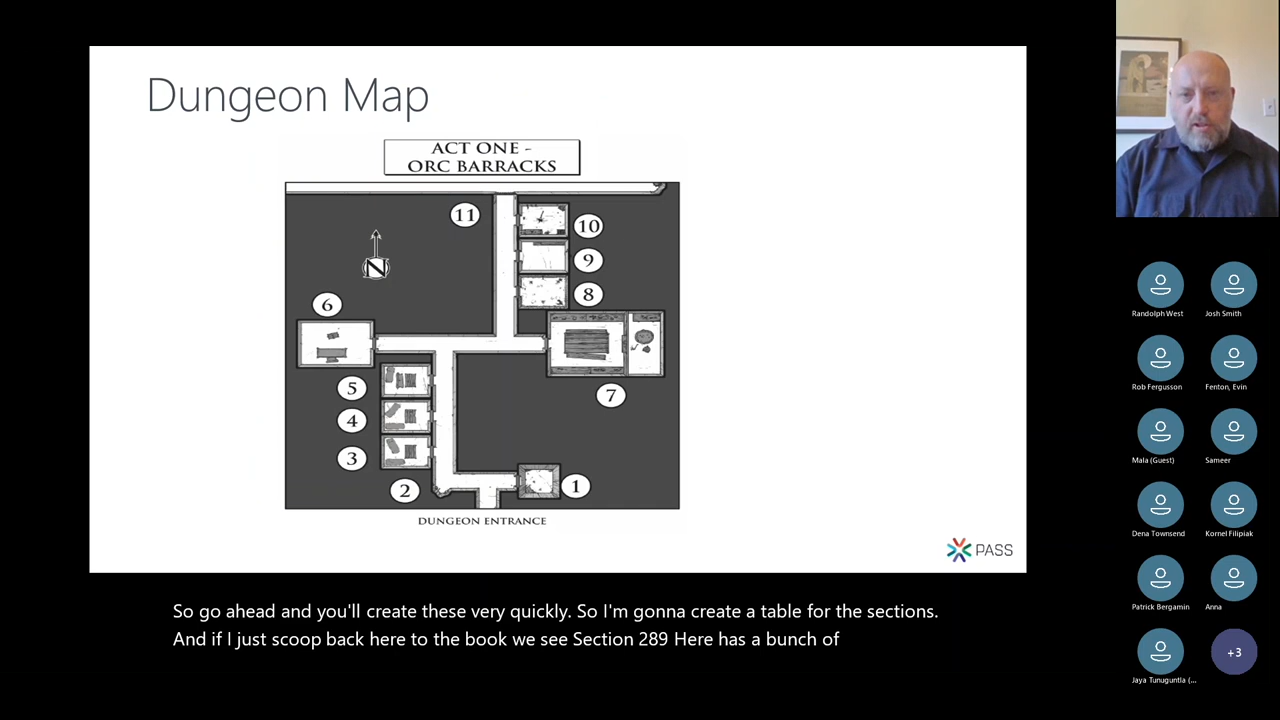 Dungeon Map
ACT ONE -
ORC BARRACKS
11
10
9
8
N
6
7
5
4
3
2
1
DUNGEON ENTRANCE
PASS
So go ahead and you'll create these very quickly. So I'm gonna create a table for the sections.
And if I just scoop back here to the book we see Section 289 Here has a bunch of
Randolph West
Josh Smith
Rob Fergusson
Fenton, Evin
Mala (Guest)
Sameer
Dena Townsend
Kornel Filipiak
Patrick Bergamin
Anna
Jaya Tunuguntla (...
+3